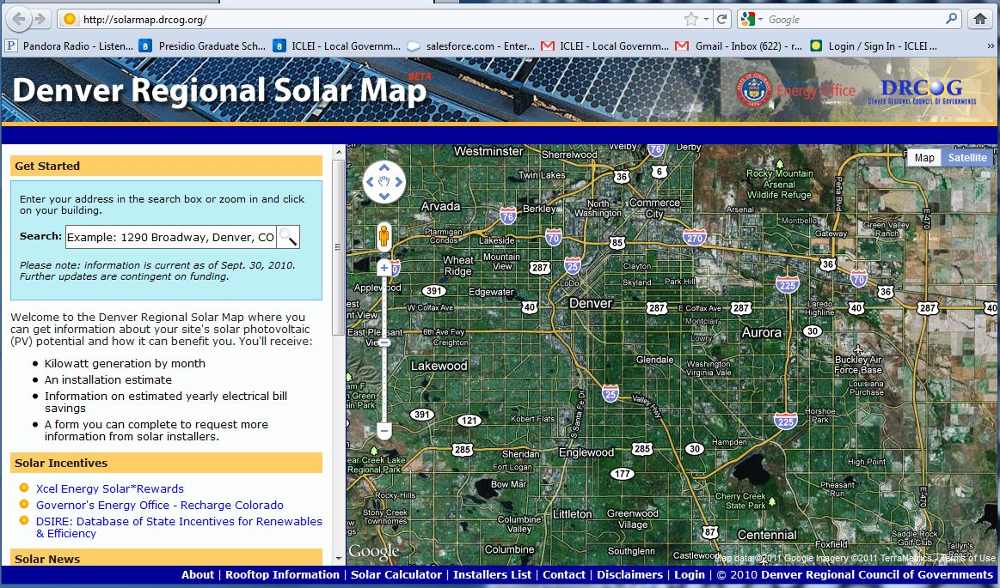 http://solarmap.drcog.org/
Google
Pandora Radio - Listen...
Presidio Graduate Sch...
ICLEI - Local Governm...
salesforce.com - Enter...
ICLEI - Local Governm...
Gmail - Inbox (622) - r...
Login / Sign In - ICLEI ...
Denver Regional Solar Map
BETA
STATE OF COLORADO
Energy Office
DRCOG
DENVER REGIONAL COUNCIL OF GOVERNMENTS
Get Started
Enter your address in the search box or zoom in and click
on your building.
Search: Example: 1290 Broadway, Denver, CO
Please note: information is current as of Sept. 30, 2010.
Further updates are contingent on funding.
Welcome to the Denver Regional Solar Map where you
can get information about your site's solar photovoltaic
(PV) potential and how it can benefit you. You'll receive:
Kilowatt generation by month
An installation estimate
Information on estimated yearly electrical bill
savings
A form you can complete to request more
information from solar installers.
Solar Incentives
Xcel Energy Solar*Rewards
Governor's Energy Office - Recharge Colorado
DSIRE: Database of State Incentives for Renewables
& Efficiency
Solar News
Map
Satellite
Westminster
Sherrelwood
Welby
76
Derby
Twin Lakes
36
6
Rocky Mountain
Arsenal
Wildlife Refuge
Peña Blvd
Arvada
76
Berkley
North
Washington
Commerce
City
Arsenal
E-470
Montbello
Green Valley
Ranch
Gateway
Ptarmigan
Condos
Lakeside
70
85
270
Wheat
Ridge
Mountain
View
287
25
36
Clayton
LoDo
Skyland
Park Hill
225
70
36
391
Edgewater
W Colfax Ave
40
Denver
287
E Colfax Ave
287
Laredo
Highline
40
287
40
Montclair
East Pleasant
View
6th Ave Fwy
Creighton
Lowry
Aurora
30
Lakewood
Glendale
Washington
Virginia Vale
Buckley Air
Force Base
25
Valley Hwy
Louisiana
Purchase
S Santa Fe Dr
391
121
Kobert Flats
225
Horshoe
Park
285
Sheridan
Englewood
285
30
Hampden
Bear Creek Lake
Regional Park
Fort Logan
177
High Point
Bow Mar
Pheasant
Run
Rocky Hills
Cherry Creek
State Park
E-470
Stony Creek
Townhomes
Columbine
Valley
Littleton
Greenwood
Village
87
Centennial
Saddle Rock
Golf Club
Foxfield
Tallyn's
Columbine
Southglenn
Castlewood
Google
Map data ©2011 Google Imagery ©2011 TerraMetrics - Terms of Use
About | Rooftop Information | Solar Calculator | Installers List | Contact | Disclaimers | Login | © 2010 Denver Regional Council of Governments